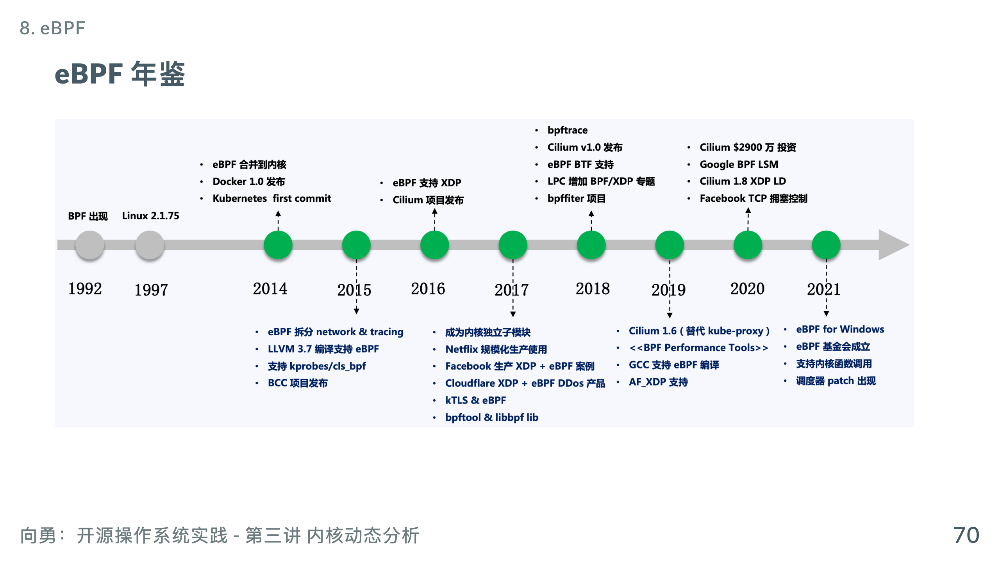 8. eBPF
eBPF 年鉴
BPF 出现
Linux 2.1.75
• eBPF 合并到内核
• Docker 1.0 发布
• Kubernetes first commit
• eBPF 支持 XDP
• Cilium 项目发布
• bpftrace
• Cilium v1.0 发布
• eBPF BTF 支持
• LPC 增加 BPF/XDP 专题
• bpffiter 项目
• Cilium $2900 万 投资
• Google BPF LSM
• Cilium 1.8 XDP LD
• Facebook TCP 拥塞控制
1992
1997
2014
2015
2016
2017
2018
2019
2020
2021
• eBPF 拆分 network & tracing
• LLVM 3.7 编译支持 eBPF
• 支持 kprobes/cls_bpf
• BCC 项目发布
• 成为内核独立子模块
• Netflix 规模化生产使用
• Facebook 生产 XDP + eBPF 案例
• Cloudflare XDP + eBPF DDos 产品
• kTLS & eBPF
• bpftool & libbpf lib
• Cilium 1.6 ( 替代 kube-proxy )
• <<BPF Performance Tools>>
• GCC 支持 eBPF 编译
• AF_XDP 支持
• eBPF for Windows
• eBPF 基金会成立
• 支持内核函数调用
• 调度器 patch 出现
向勇：开源操作系统实践 - 第三讲 内核动态分析
70